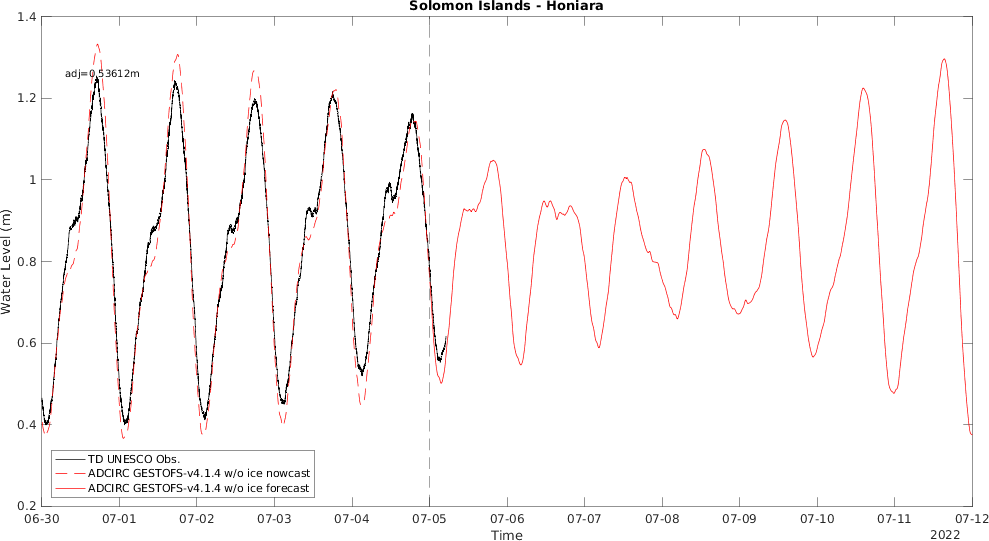 Solomon Islands - Honiara
adj=0.53612m
1.4
1.2
1
0.8
0.6
0.4
0.2
Water Level (m)
TD UNESCO Obs.
ADCIRC GESTOFS-v4.1.4 w/o ice nowcast
ADCIRC GESTOFS-v4.1.4 w/o ice forecast
06-30 07-01 07-02 07-03 07-04 07-05 07-06 07-07 07-08 07-09 07-10 07-11 07-12
Time
2022